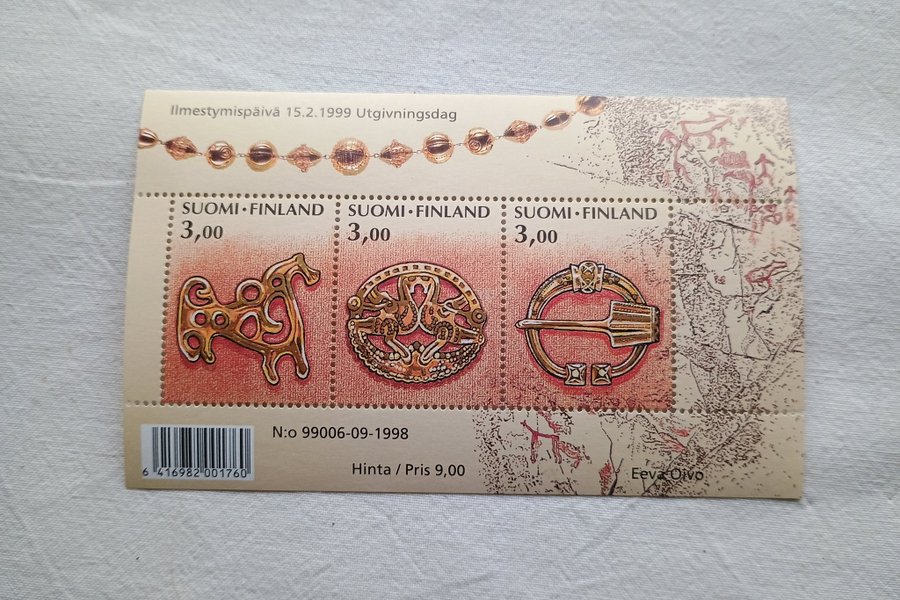 Ilmestymispäivä 15.2.1999 Utgivningsdag
SUOMI·FINLAND
3,00
SUOMI·FINLAND
3,00
SUOMI·FINLAND
3,00
N:o 99006-09-1998
6 416982 001760
Hinta / Pris 9,00
Eeva Oivo